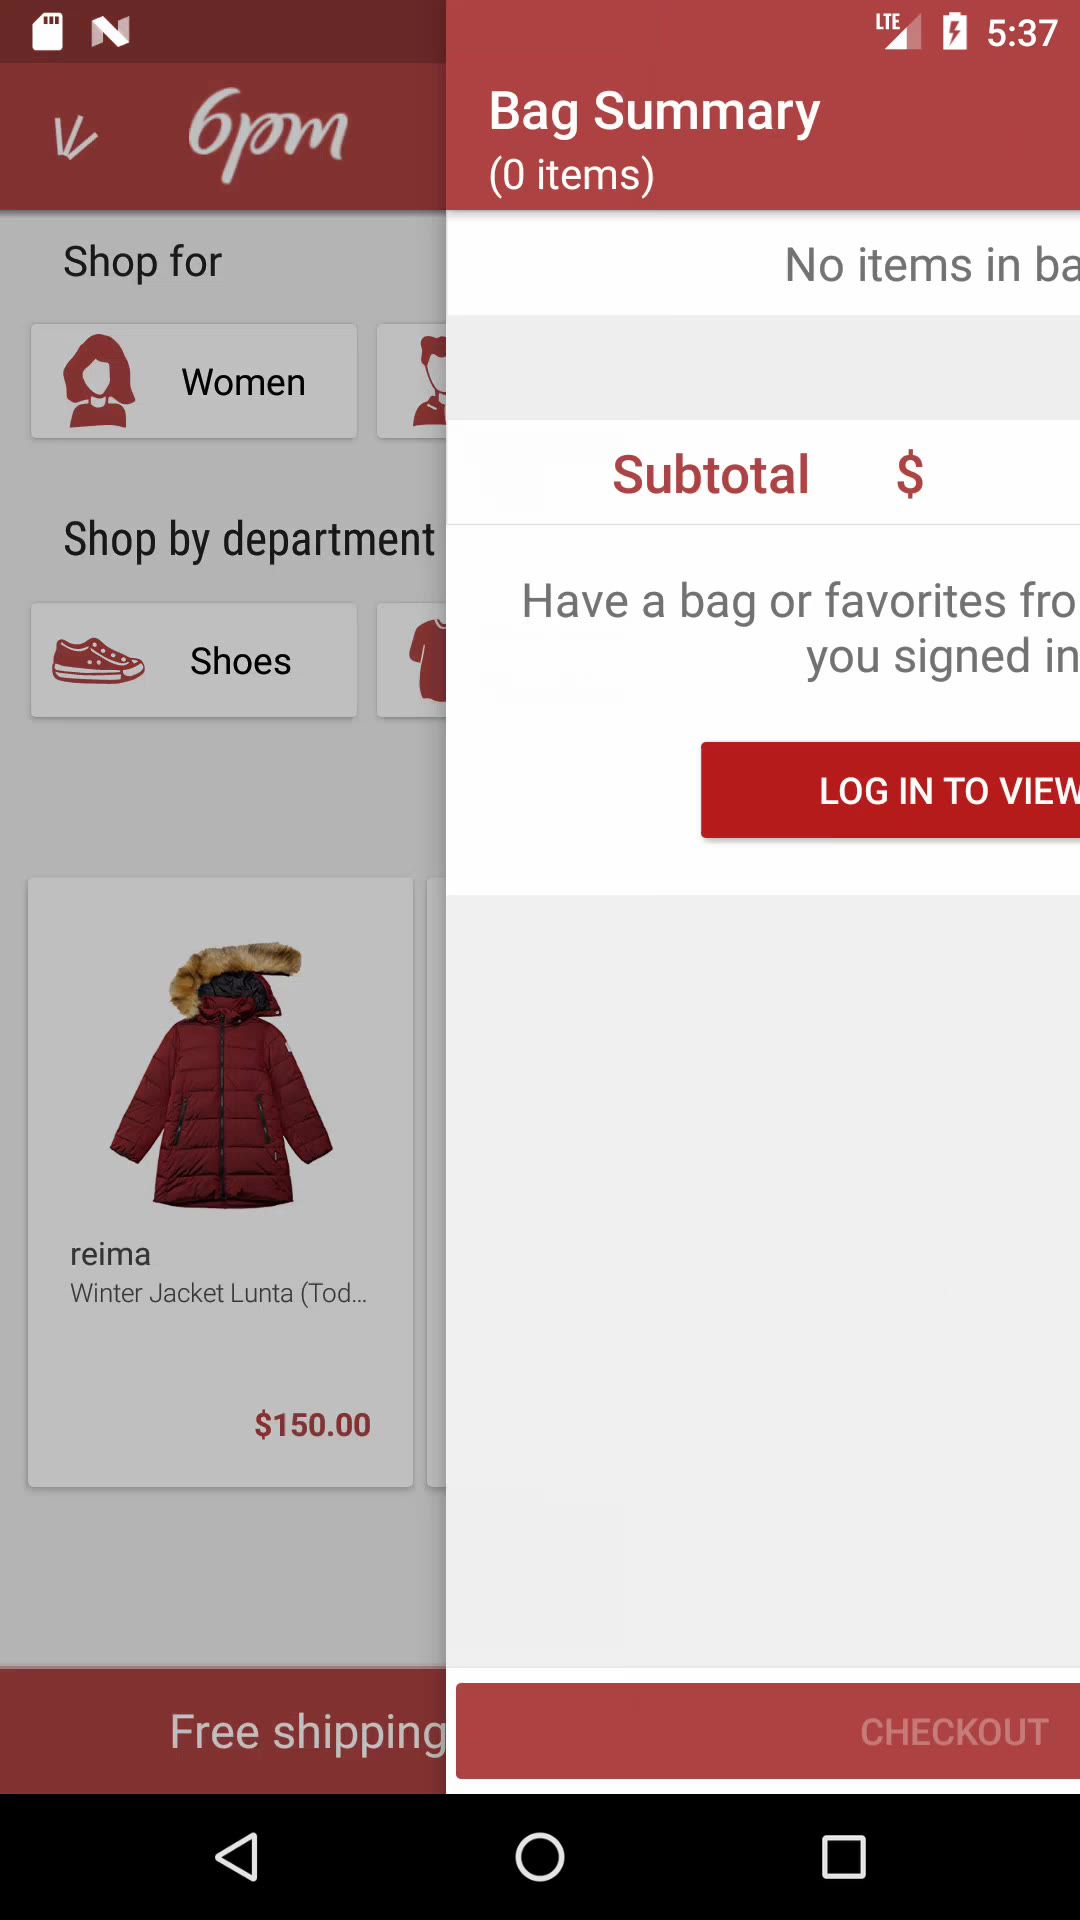 LTE 5:37
6pm
Bag Summary
(0 items)
Shop for
No items in ba
Women
Subtotal $
Shop by department
Have a bag or favorites fro
you signed in
Shoes
LOG IN TO VIEW
reima
Winter Jacket Lunta (Tod...
$150.00
Free shipping
CHECKOUT